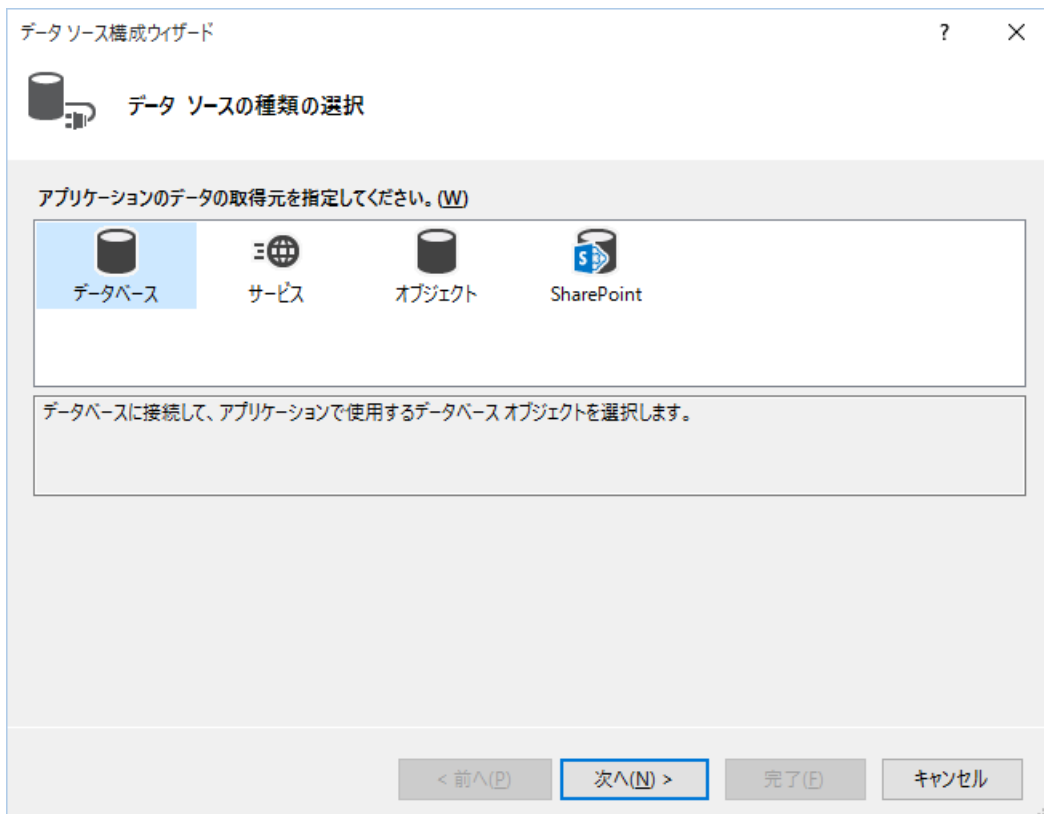 データ ソース構成ウィザード ? ×
データ ソースの種類の選択
アプリケーションのデータの取得元を指定してください。(W)
データベース サービス オブジェクト SharePoint
データベースに接続して、アプリケーションで使用するデータベース オブジェクトを選択します。
< 前へ(P) 次へ(N) > 完了(F) キャンセル